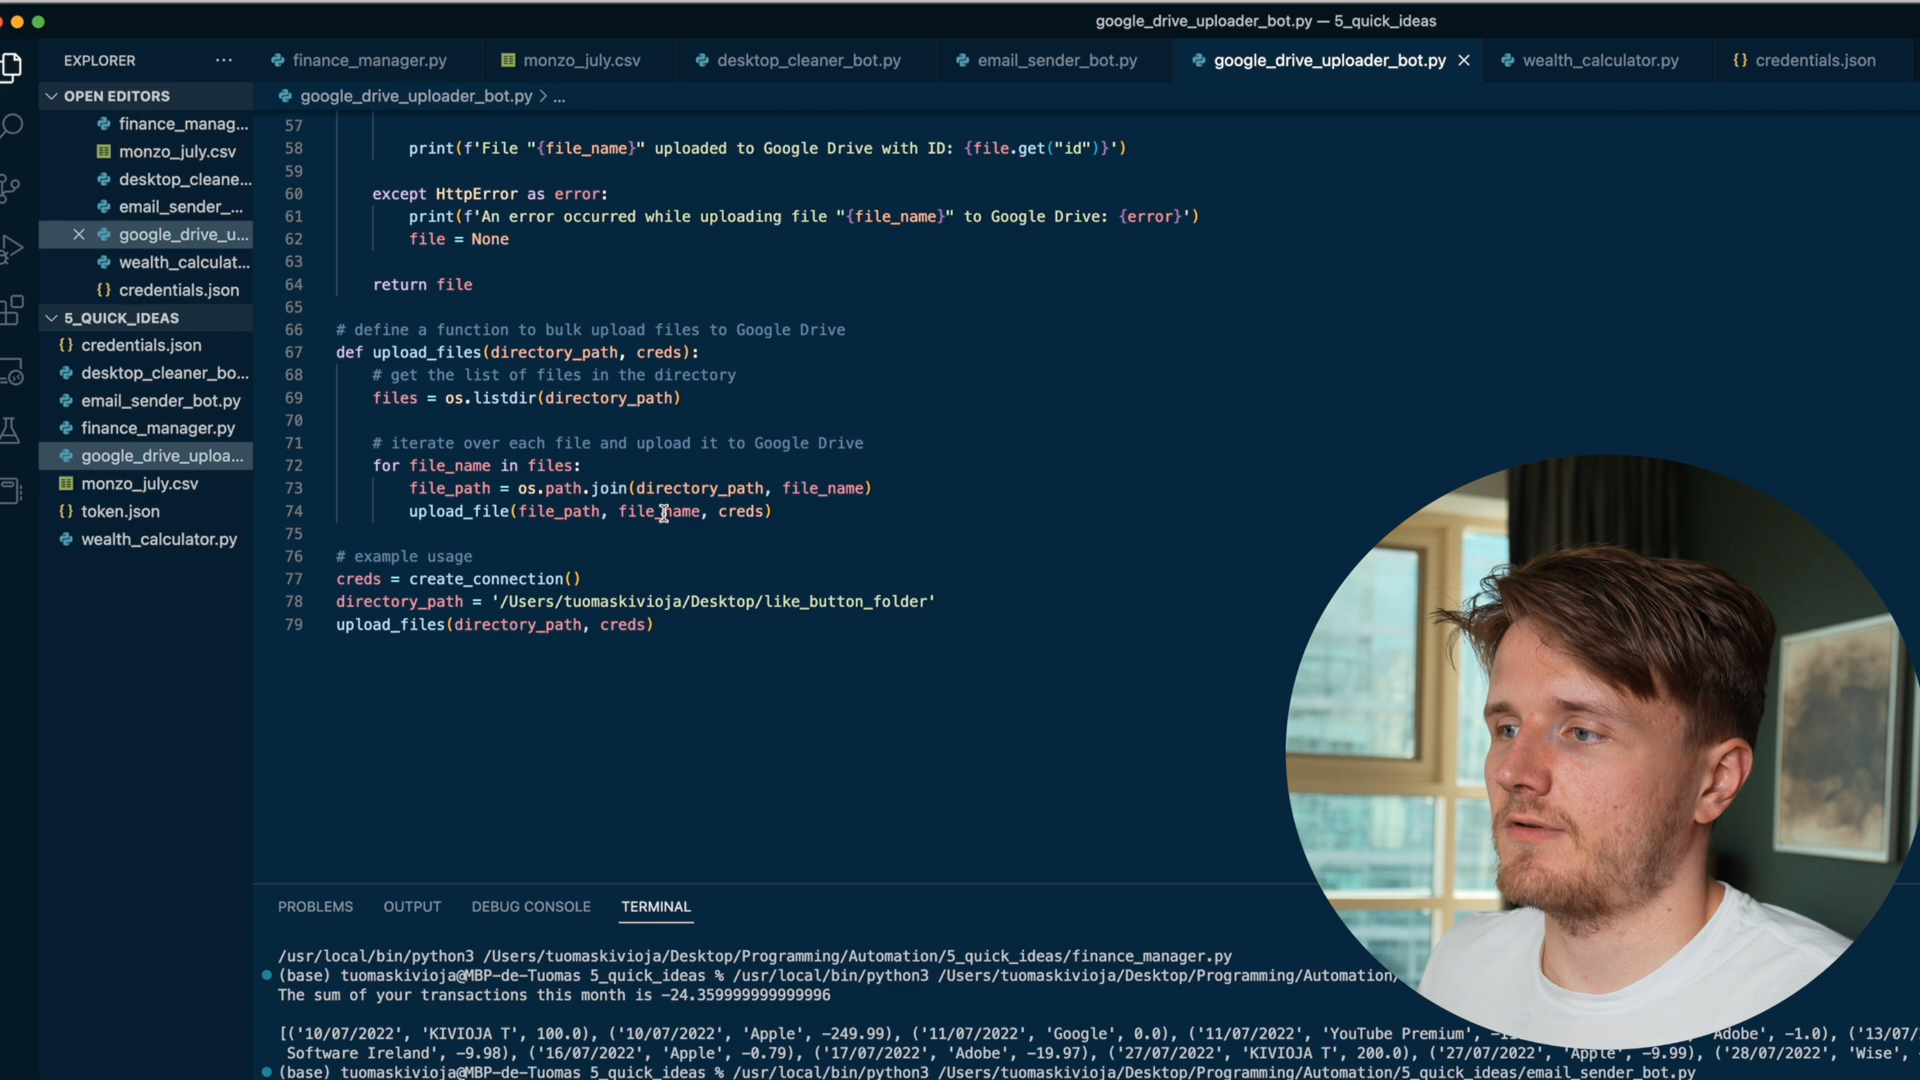 google_drive_uploader_bot.py — 5_quick_ideas
EXPLORER
finance_manager.py
monzo_july.csv
desktop_cleaner_bot.py
email_sender_bot.py
google_drive_uploader_bot.py
wealth_calculator.py
{} credentials.json
OPEN EDITORS
finance_manag...
monzo_july.csv
desktop_cleane...
email_sender_...
google_drive_u...
wealth_calculat...
{} credentials.json
5_QUICK_IDEAS
{} credentials.json
desktop_cleaner_bo...
email_sender_bot.py
finance_manager.py
google_drive_uploa...
monzo_july.csv
{} token.json
wealth_calculator.py
google_drive_uploader_bot.py > ...
57
58 print(f'File "{file_name}" uploaded to Google Drive with ID: {file.get("id")}')
59
60 except HttpError as error:
61 print(f'An error occurred while uploading file "{file_name}" to Google Drive: {error}')
62 file = None
63
64 return file
65
66 # define a function to bulk upload files to Google Drive
67 def upload_files(directory_path, creds):
68 # get the list of files in the directory
69 files = os.listdir(directory_path)
70
71 # iterate over each file and upload it to Google Drive
72 for file_name in files:
73 file_path = os.path.join(directory_path, file_name)
74 upload_file(file_path, file_name, creds)
75
76 # example usage
77 creds = create_connection()
78 directory_path = '/Users/tuomaskivioja/Desktop/like_button_folder'
79 upload_files(directory_path, creds)
PROBLEMS OUTPUT DEBUG CONSOLE TERMINAL
/usr/local/bin/python3 /Users/tuomaskivioja/Desktop/Programming/Automation/5_quick_ideas/finance_manager.py
(base) tuomaskivioja@MBP-de-Tuomas 5_quick_ideas % /usr/local/bin/python3 /Users/tuomaskivioja/Desktop/Programming/Automation/
The sum of your transactions this month is -24.359999999999996
[('10/07/2022', 'KIVIOJA T', 100.0), ('10/07/2022', 'Apple', -249.99), ('11/07/2022', 'Google', 0.0), ('11/07/2022', 'YouTube Premium', Adobe', -1.0), ('13/07/
Software Ireland', -9.98), ('16/07/2022', 'Apple', -0.79), ('17/07/2022', 'Adobe', -19.97), ('27/07/2022', 'KIVIOJA T', 200.0), ('27/07/2022', 'Apple', -9.99), ('28/07/2022', 'Wise',
(base) tuomaskivioja@MBP-de-Tuomas 5_quick_ideas % /usr/local/bin/python3 /Users/tuomaskivioja/Desktop/Programming/Automation/5_quick_ideas/email_sender_bot.py